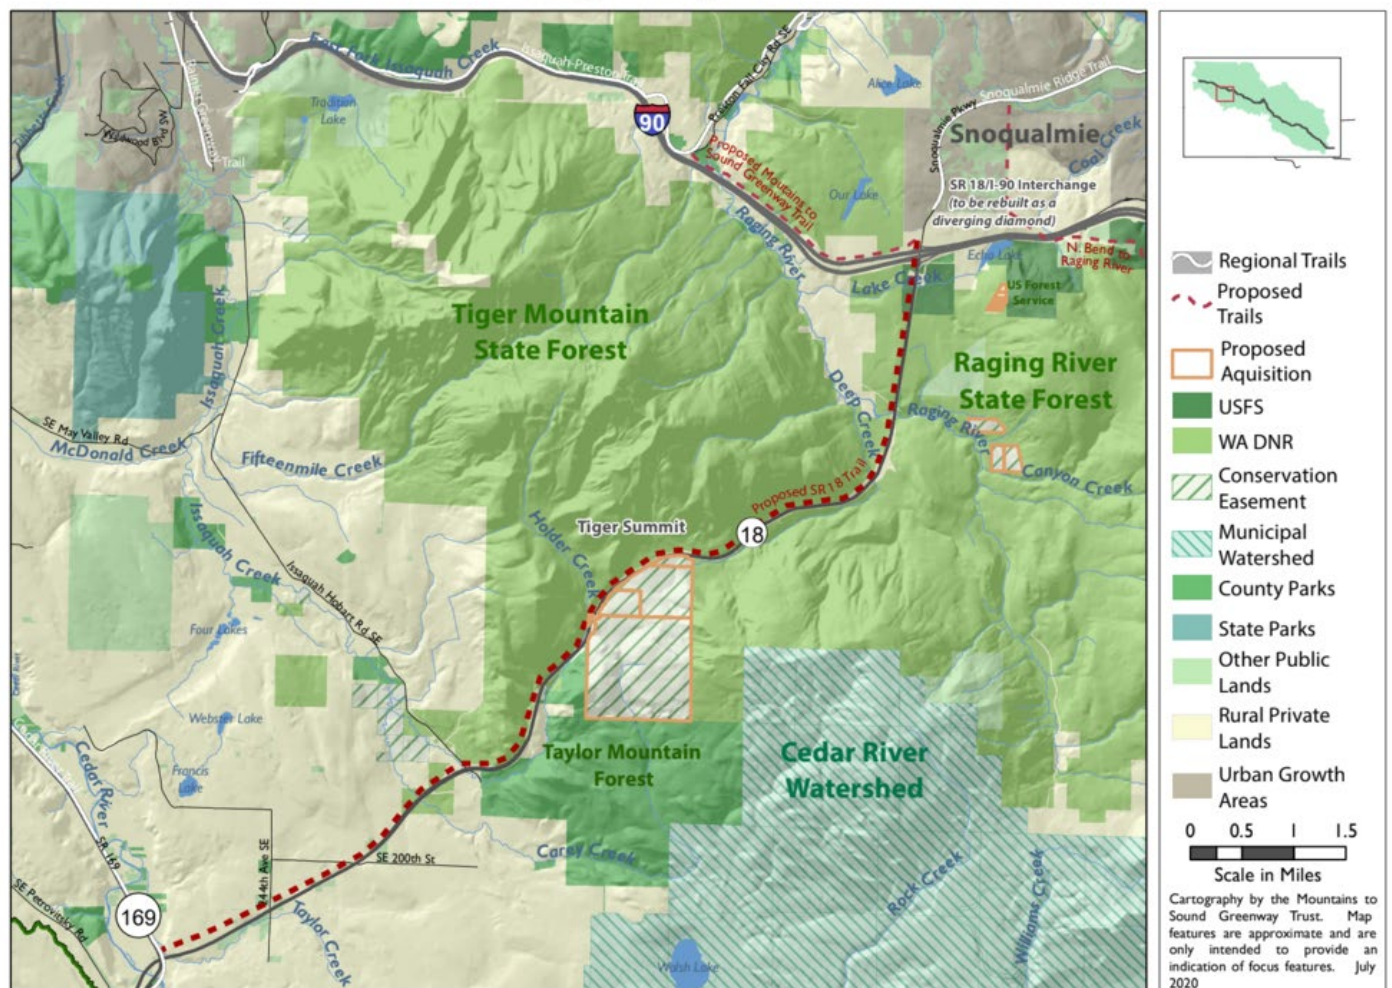 East Fork Issaquah Creek
Issaquah-Preston Trail
Preston Fall City Rd SE
Alice Lake
Snoqualmie Ridge Trail
Snoqualmie Pkwy
Snoqualmie
Coal Creek
Tibbetts Creek
Wildwood Blvd SW
Rainier
Trail
Tradition
Lake
90
Proposed Moutains to
Sound Greenway Trail
Our Lake
SR 18/I-90 Interchange
(to be rebuilt as a
diverging diamond)
Raging River
Echo Lake
N. Bend to
Raging River
Lake Creek
US Forest
Service
Issaquah Creek
Tiger Mountain
State Forest
Raging River
State Forest
Deep Creek
Raging River
SE May Valley Rd
McDonald Creek
Fifteenmile Creek
Canyon Creek
Proposed SR 18 Trail
Holder Creek
Tiger Summit
18
Issaquah Creek
Issaquah Hobart Rd SE
Four Lakes
Webster Lake
Francis
Lake
Cedar River
Taylor Mountain
Forest
Cedar River
Watershed
SR 169
244th Ave SE
SE 200th St
Carey Creek
Rock Creek
Williams Creek
SE Petrovitsky Rd
169
Taylor Creek
Walsh Lake
Regional Trails
Proposed
Trails
Proposed
Aquisition
USFS
WA DNR
Conservation
Easement
Municipal
Watershed
County Parks
State Parks
Other Public
Lands
Rural Private
Lands
Urban Growth
Areas
0 0.5 1 1.5
Scale in Miles
Cartography by the Mountains to
Sound Greenway Trust. Map
features are approximate and are
only intended to provide an
indication of focus features. July
2020